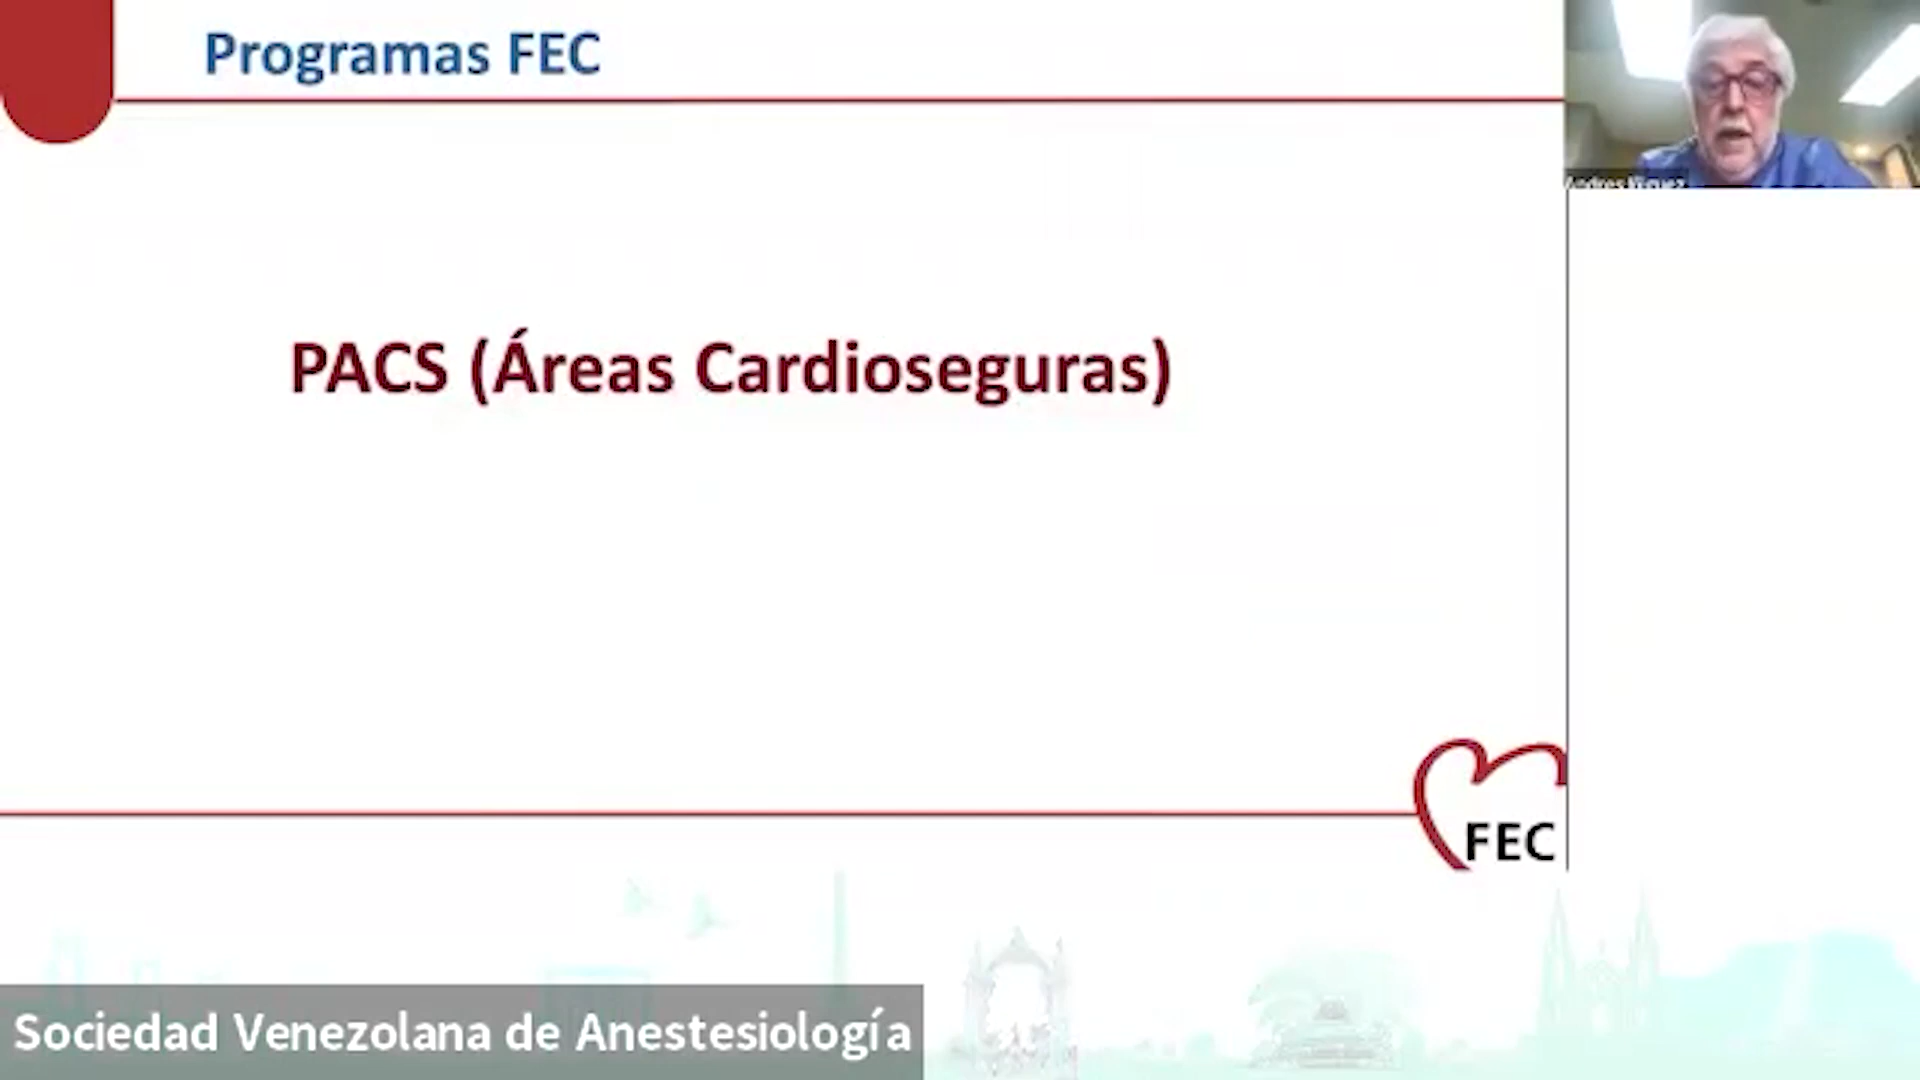 Programas FEC
PACS (Áreas Cardioseguras)
FEC
Sociedad Venezolana de Anestesiología